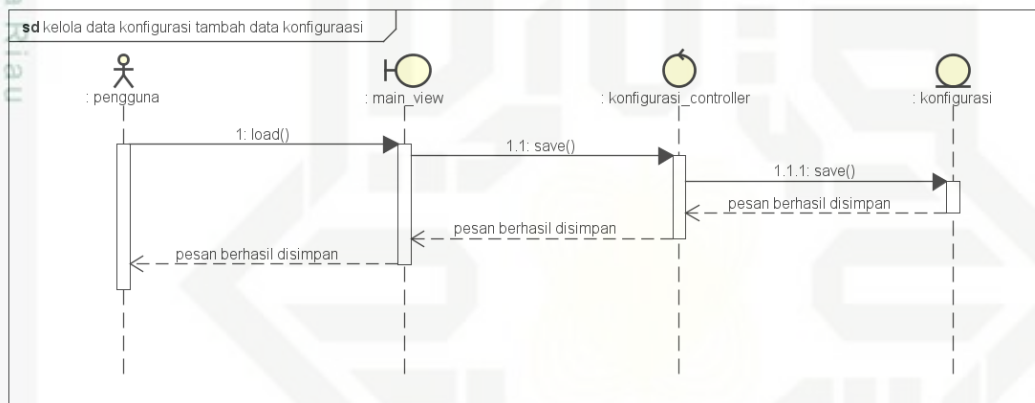 sd kelola data konfigurasi tambah data konfiguraasi
: pengguna
: main_view
: konfigurasi_controller
: konfigurasi
1: load()
1.1: save()
1.1.1: save()
pesan berhasil disimpan
pesan berhasil disimpan
pesan berhasil disimpan
Riau